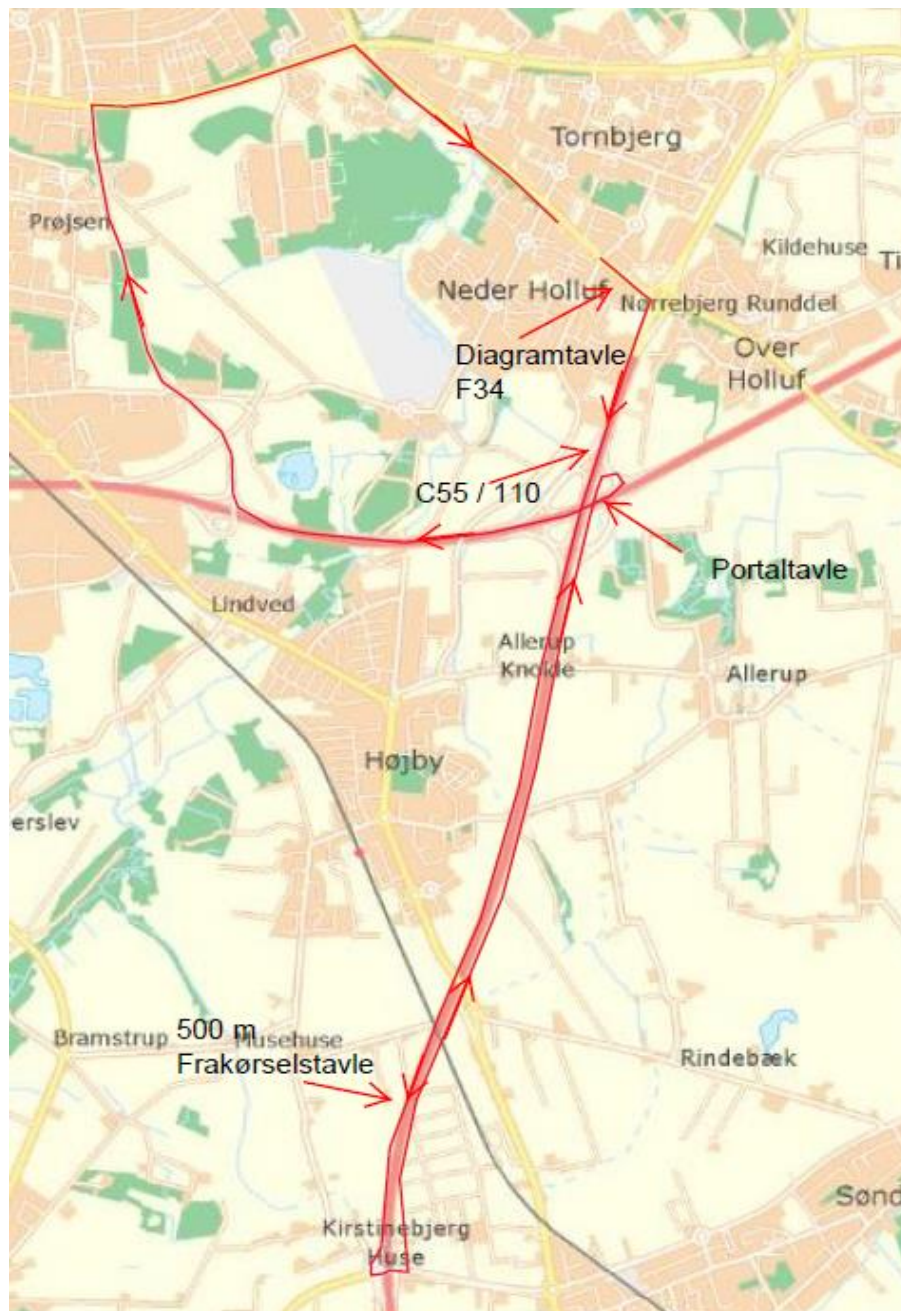 Tornbjerg
Prøjsen
Kildehuse
Ti
Neder Holluf
Nørrebjerg Runddel
Diagramtavle
F34
Over
Holluf
C55 / 110
Portaltavle
Lindved
Allerup
Knolde
Allerup
Højby
erslev
Bramstrup
500 m
Musehuse
Frakørselstavle
Rindebæk
Kirstinebjerg
Huse
Sønd